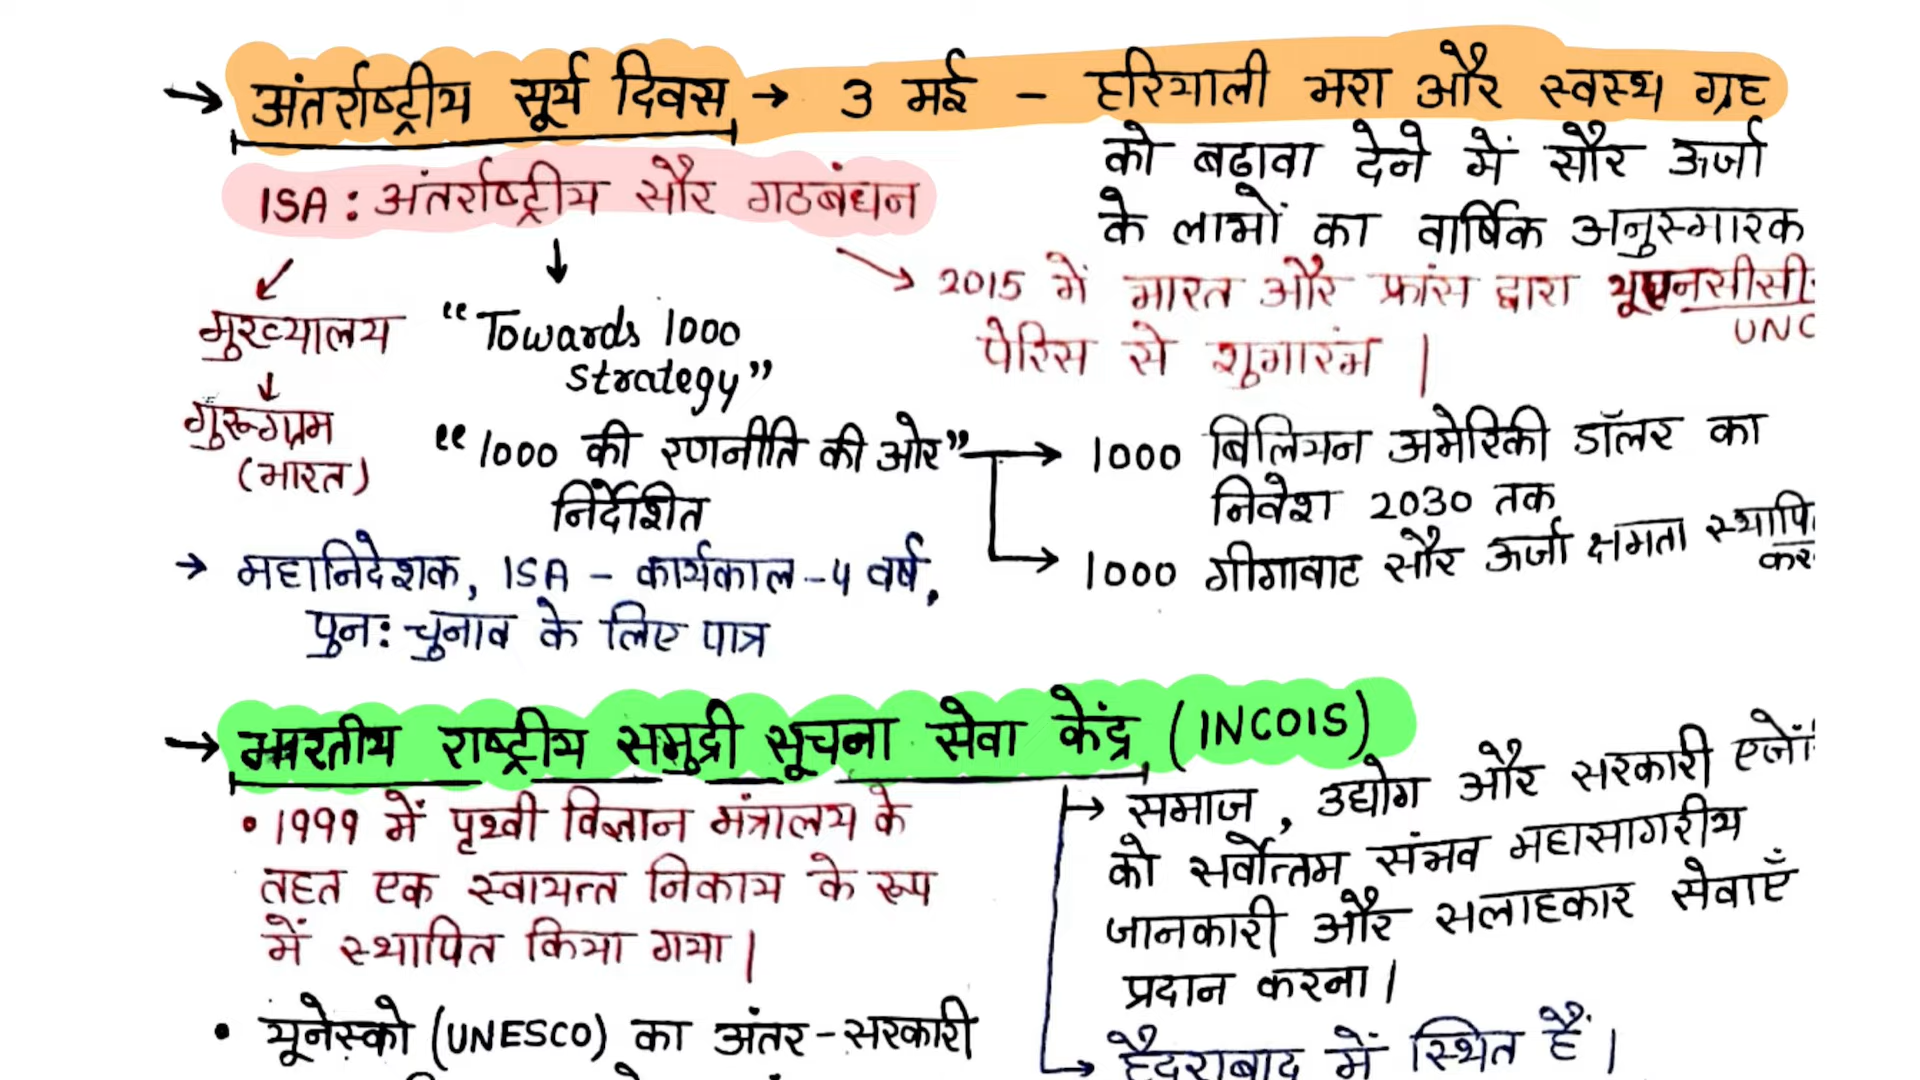 → अंतर्राष्ट्रीय सूर्य दिवस → 3 मई - हरियाली भरा और स्वस्थ ग्रह
को बढ़ावा देने में सौर ऊर्जा
के लाभों का वार्षिक अनुस्मारक
ISA : अंतर्राष्ट्रीय सौर गठबंधन
मुख्यालय
↓
गुरूग्राम
(भारत)
"Towards 1000
strategy"
"1000 की रणनीति की ओर"
निर्देशित
→ 2015 में भारत और फ्रांस द्वारा यूएनसीसी
UNC
पेरिस से शुभारंभ।
→ 1000 बिलियन अमेरिकी डॉलर का
निवेश 2030 तक
→ 1000 गीगावाट सौर ऊर्जा क्षमता स्थापि
कर
→ महानिदेशक, ISA - कार्यकाल - 4 वर्ष,
पुन: चुनाव के लिए पात्र
→ भारतीय राष्ट्रीय समुद्री सूचना सेवा केंद्र (INCOIS)
• 1999 में पृथ्वी विज्ञान मंत्रालय के
तहत एक स्वायत्त निकाय के रूप
में स्थापित किया गया।
• यूनेस्को (UNESCO) का अंतर-सरकारी
→ समाज, उद्योग और सरकारी
को सर्वोत्तम संभव महासागरीय
जानकारी और सलाहकार सेवाएँ
प्रदान करना।
→ हैदराबाद में स्थित हैं।